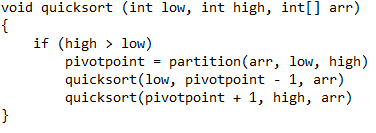 void quicksort (int low, int high, int[] arr)
{
    if (high > low)
        pivotpoint = partition(arr, low, high)
        quicksort(low, pivotpoint - 1, arr)
        quicksort(pivotpoint + 1, high, arr)
}